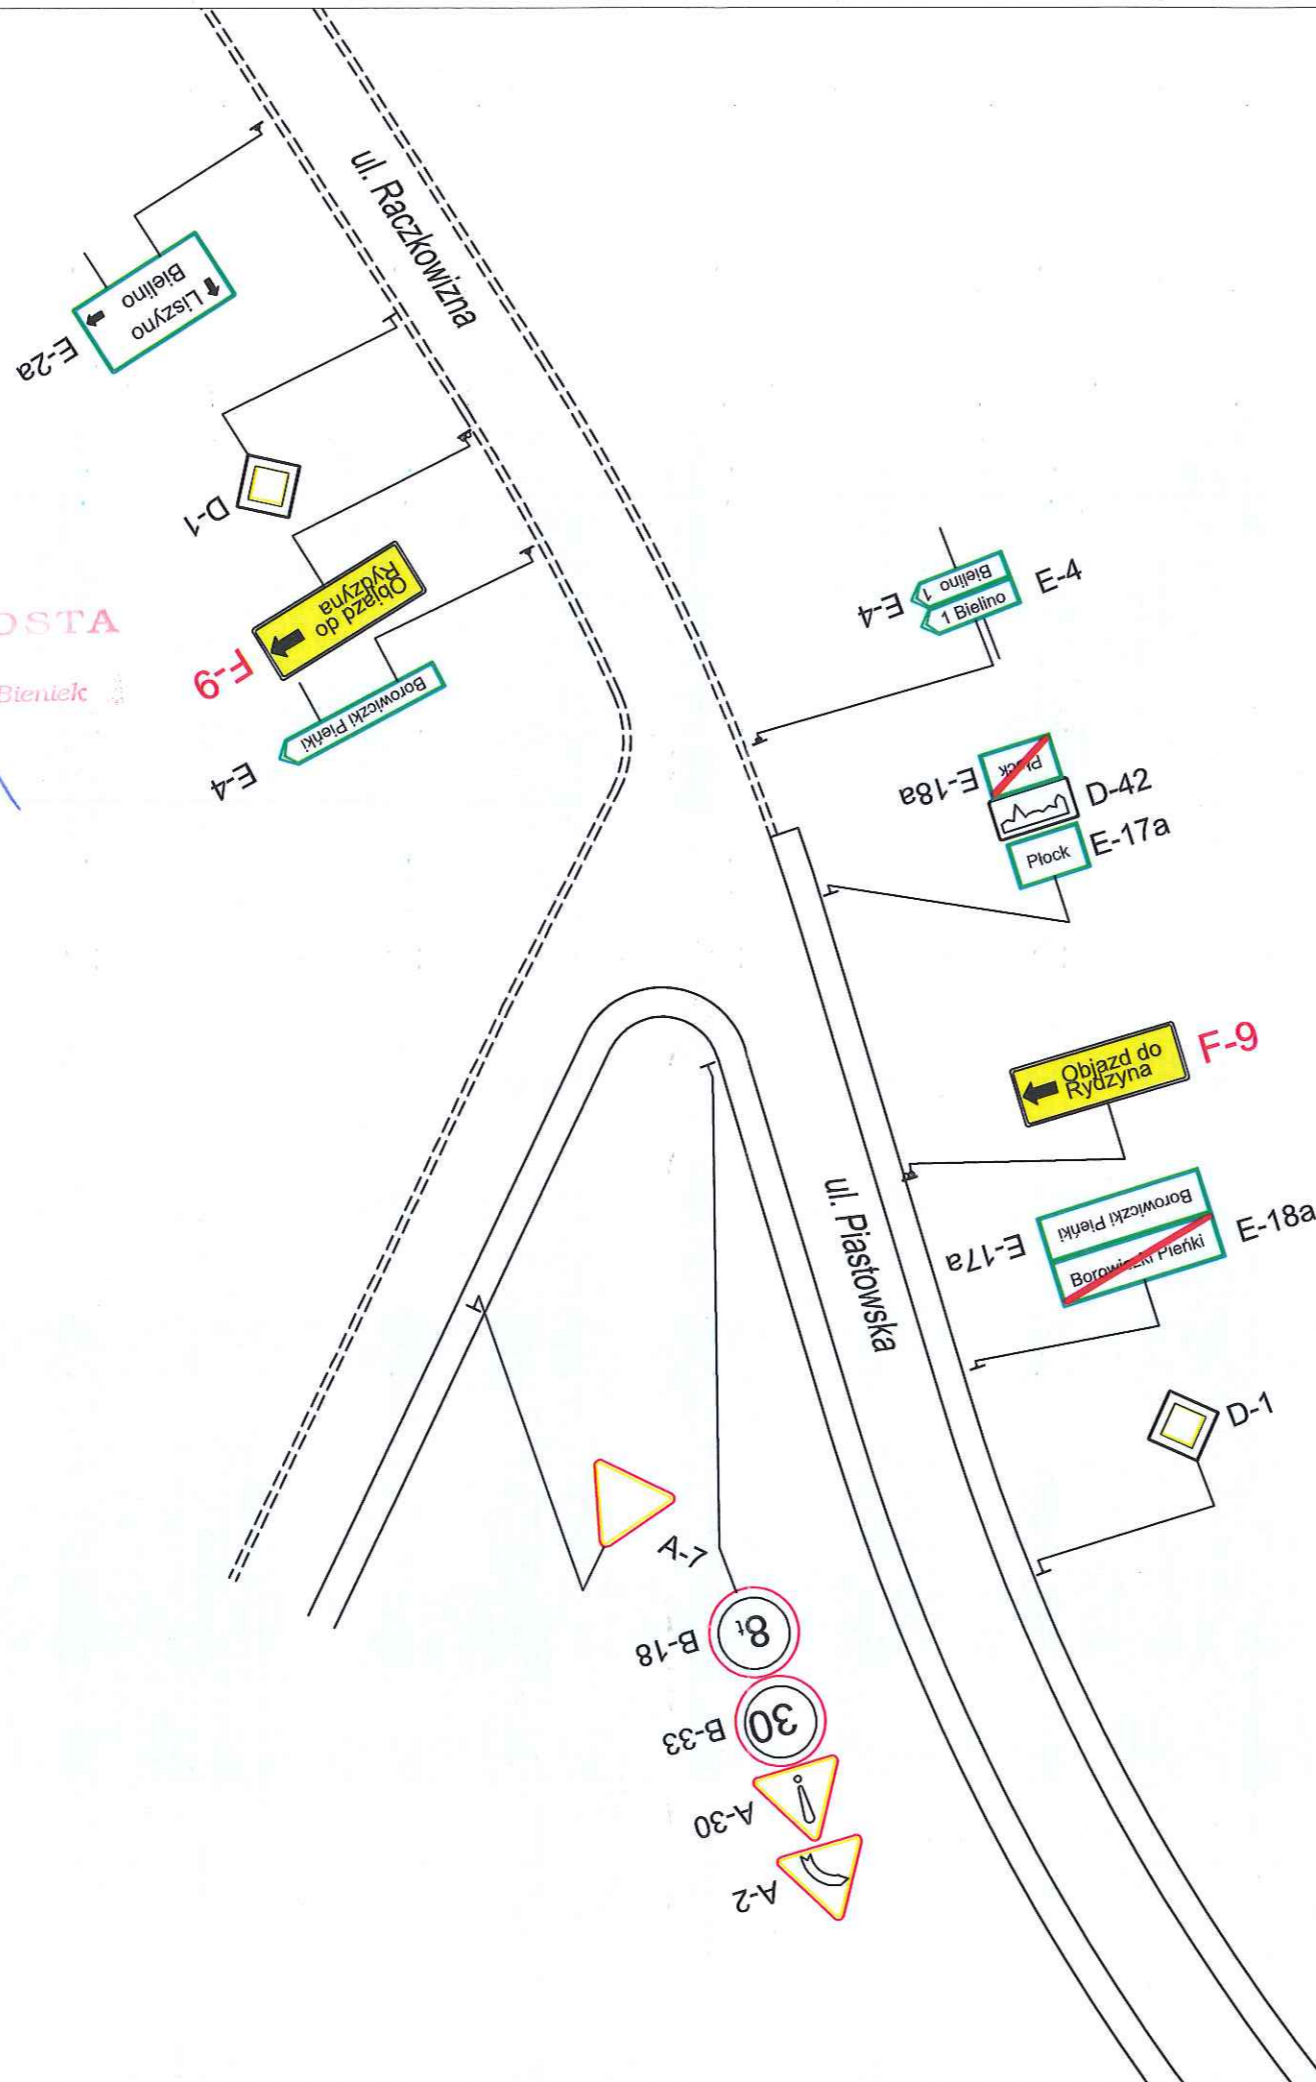 ul. Raczkowizna
Liszyno
Bielino
E-2a
D-1
Objazd do
Rydzyna
F-9
Borowiczki Pieńki
E-4
OSTA
Bieniek
Bielino 1
E-4
1 Bielino
E-4
Płock
E-18a
D-42
Płock
E-17a
Objazd do
Rydzyna
F-9
Borowiczki Pieńki
E-17a
Borowiczki Pieńki
E-18a
ul. Piastowska
D-1
A-7
8t
B-18
30
B-33
A-30
A-2